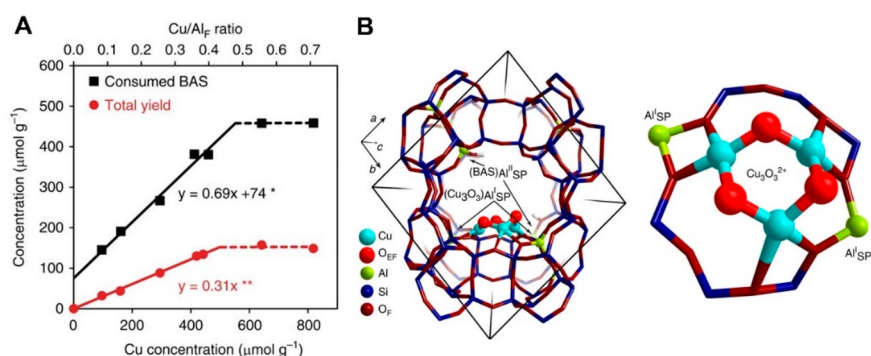 A
Cu/AlF ratio
0.0 0.1 0.2 0.3 0.4 0.5 0.6 0.7 0.8
Concentration (μmol g⁻¹)
600
500
400
300
200
100
0
Consumed BAS
Total yield
y = 0.69x +74 *
y = 0.31x **
0 200 400 600 800
Cu concentration (μmol g⁻¹)
B
a
c
b
(BAS)AlᴵᴵSP
(Cu₃O₃)AlᴵSP
Cu
OEF
Al
Si
OF
AlᴵSP
Cu₃O₃²⁺
AlᴵSP